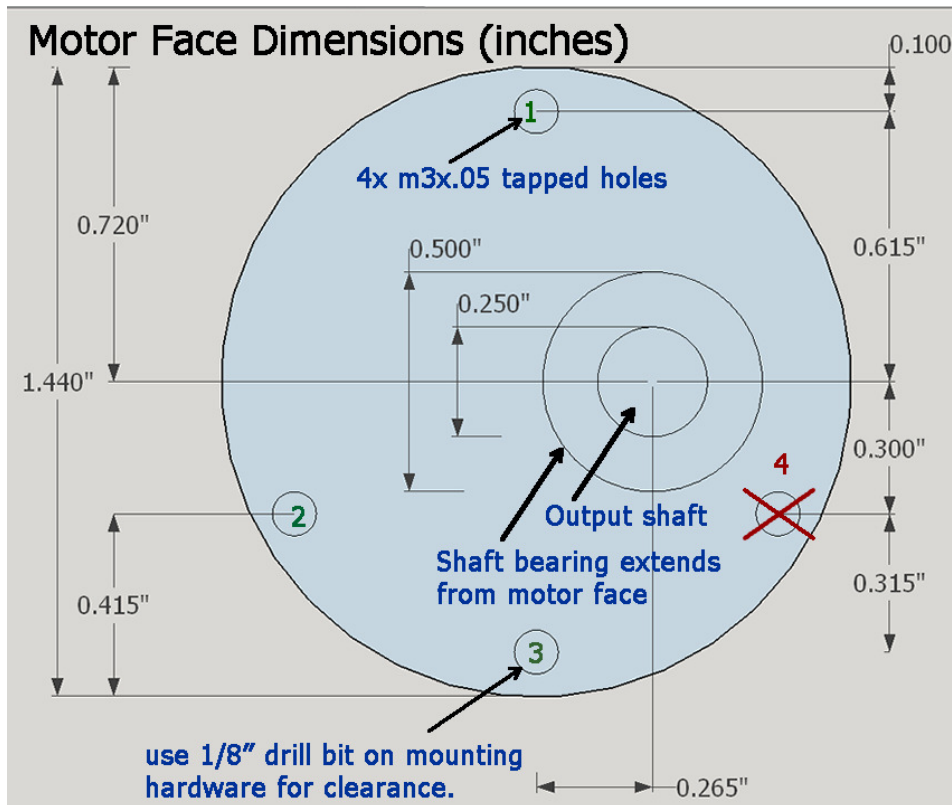 Motor Face Dimensions (inches)
0.100
1
4x m3x.05 tapped holes
0.720"
0.615"
0.500"
0.250"
1.440"
0.300"
4
2
Output shaft
Shaft bearing extends
from motor face
0.315"
0.415"
3
use 1/8" drill bit on mounting
hardware for clearance.
0.265"